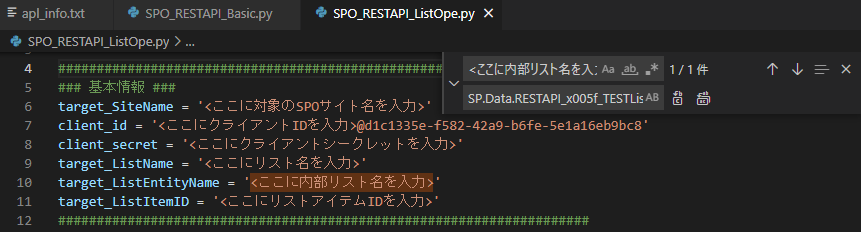 apl_info.txt SPO_RESTAPI_Basic.py SPO_RESTAPI_ListOpe.py ×
SPO_RESTAPI_ListOpe.py > ...
<ここに内部リスト名を入 Aa ab 1 / 1 件
SP.Data.RESTAPI_x005f_TESTLis AB
4 ######################################################
5 ### 基本情報 ###
6 target_SiteName = '<ここに対象のSPOサイト名を入力>'
7 client_id = '<ここにクライアントIDを入力>@d1c1335e-f582-42a9-b6fe-5e1a16eb9bc8'
8 client_secret = '<ここにクライアントシークレットを入力>'
9 target_ListName = '<ここにリスト名を入力>'
10 target_ListEntityName = '<ここに内部リスト名を入力>'
11 target_ListItemID = '<ここにリストアイテムIDを入力>'
12 ######################################################################